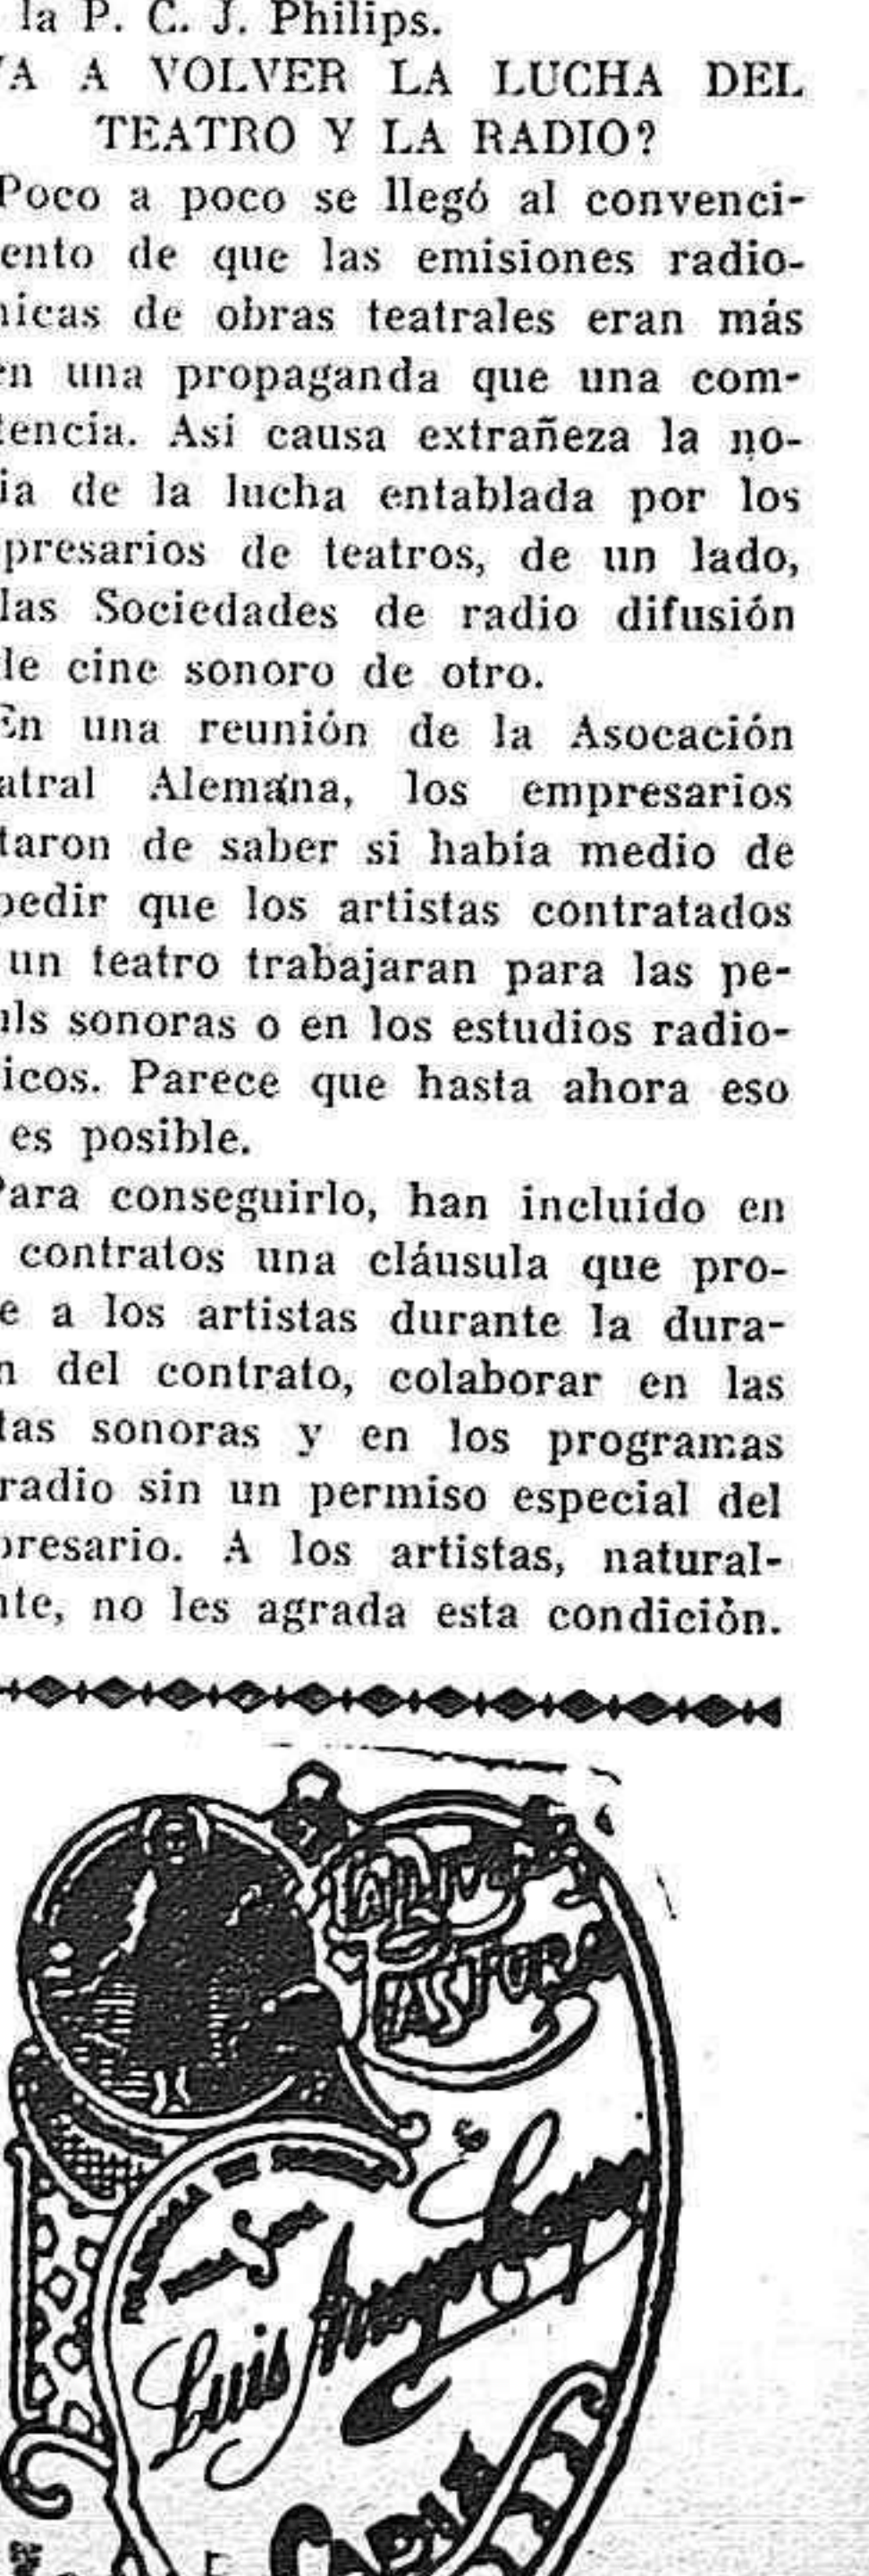 la P. C. J. Philips.
VA A VOLVER LA LUCHA DEL
TEATRO Y LA RADIO?
Poco a poco se llegó al convenci-
ento de que las emisiones radio-
nicas de obras teatrales eran más
en una propaganda que una com-
tencia. Asi causa extrañeza la no-
ia de la lucha entablada por los
presarios de teatros, de un lado,
las Sociedades de radio difusión
de cine sonoro de otro.
En una reunión de la Asocación
atral Alemana, los empresarios
taron de saber si había medio de
pedir que los artistas contratados
un teatro trabajaran para las pe-
uls sonoras o en los estudios radio-
icos. Parece que hasta ahora eso
es posible.
Para conseguirlo, han incluído en
contratos una cláusula que pro-
e a los artistas durante la dura-
n del contrato, colaborar en las
tas sonoras y en los programas
radio sin un permiso especial del
presario. A los artistas, natural-
nte, no les agrada esta condición.
PASTORA
Luis